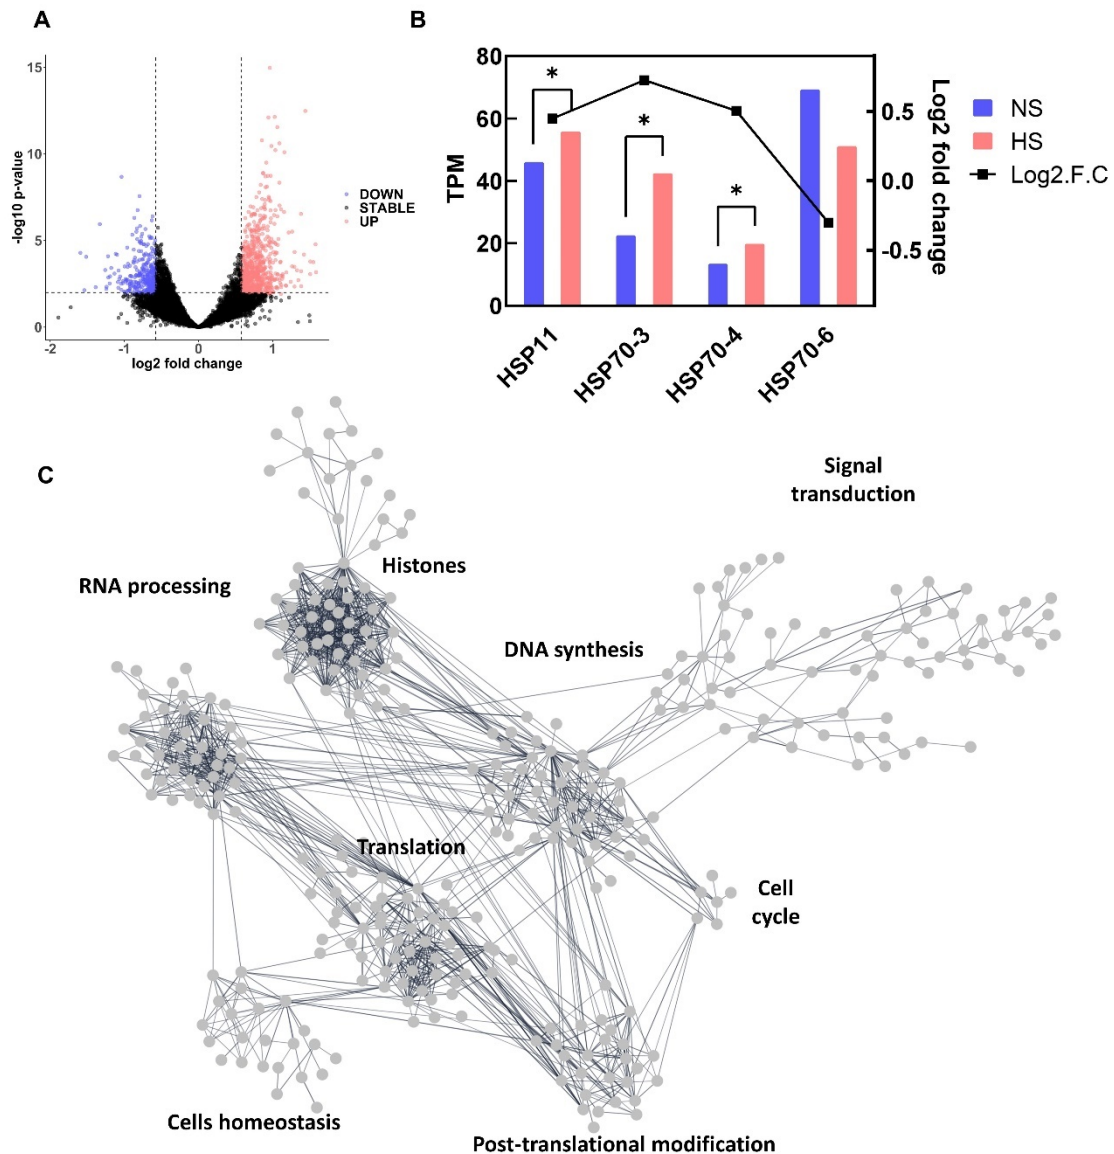 A
15
10
5
0
-log10 p-value
-2
-1
0
1
log2 fold change
DOWN
STABLE
UP
B
80
60
40
20
0
TPM
*
*
*
0.5
0.0
-0.5
Log2 fold change
HSP11
HSP70-3
HSP70-4
HSP70-6
NS
HS
Log2.F.C
C
Signal
transduction
Histones
RNA processing
DNA synthesis
Translation
Cell
cycle
Cells homeostasis
Post-translational modification